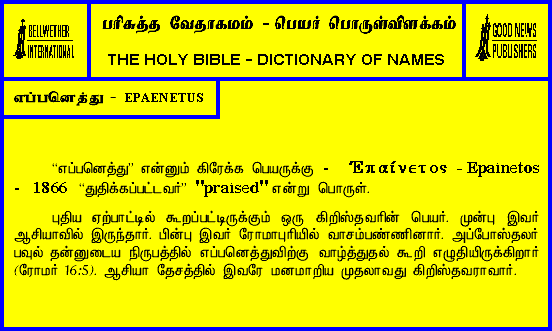 BELLWETHER
INTERNATIONAL
பரிசுத்த வேதாகமம் - பெயர் பொருள்விளக்கம்
THE HOLY BIBLE - DICTIONARY OF NAMES
GOOD NEWS
PUBLISHERS
எப்பனெத்து - EPAENETUS
“எப்பனெத்து” என்னும் கிரேக்க பெயருக்கு - Ἐπαίνετος - Epainetos
- 1866 “துதிக்கப்பட்டவர்” "praised" என்று பொருள்.
புதிய ஏற்பாட்டில் கூறப்பட்டிருக்கும் ஒரு கிறிஸ்தவரின் பெயர். முன்பு இவர்
ஆசியாவில் இருந்தார். பின்பு இவர் ரோமாபுரியில் வாசம்பண்ணினார். அப்போஸ்தலர்
பவுல் தன்னுடைய நிருபத்தில் எப்பனெத்துவிற்கு வாழ்த்துதல் கூறி எழுதியிருக்கிறார்
(ரோமர் 16:5). ஆசியா தேசத்தில் இவரே மனமாறிய முதலாவது கிறிஸ்தவராவார்.